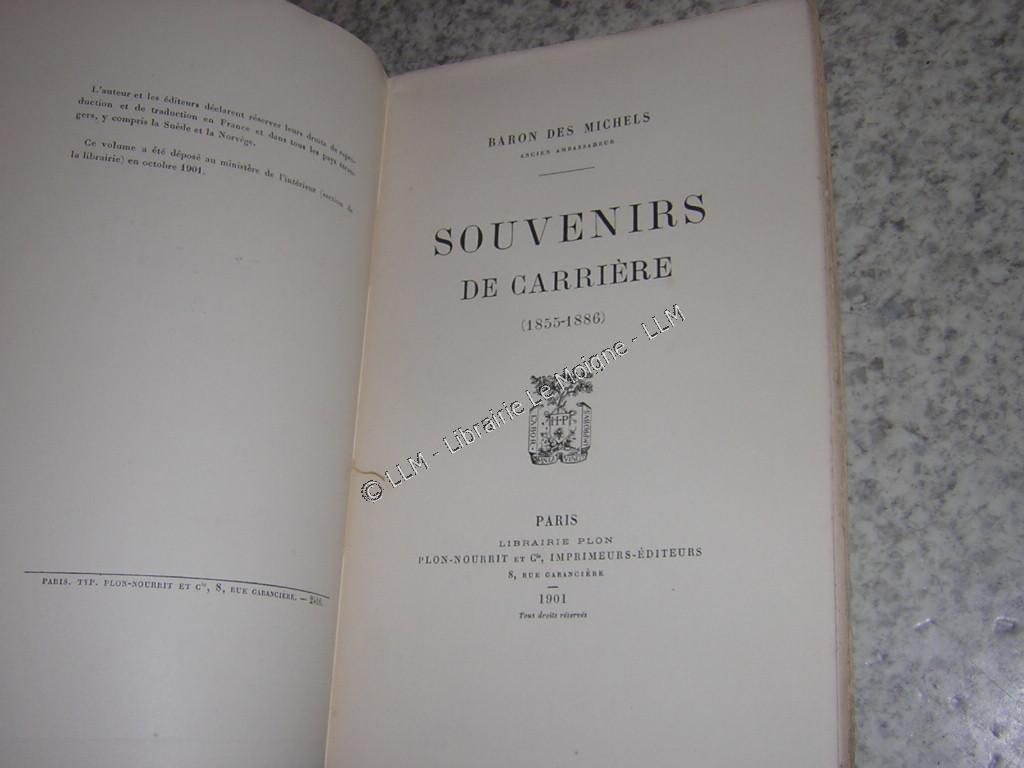 L'auteur et les éditeurs déclarent réserver leurs droits de repro-
duction et de traduction en France et dans tous les pays étran-
gers, y compris la Suède et la Norvège.
Ce volume a été déposé au ministère de l'intérieur (section de
la librairie) en octobre 1901.
PARIS. TYP. PLON-NOURRIT ET Cie, 8, RUE GARANCIÈRE. —
BARON DES MICHELS
ANCIEN AMBASSADEUR
SOUVENIRS
DE CARRIÈRE
(1855-1886)
LABOR
H·P
IMPROBUS
PARIS
LIBRAIRIE PLON
PLON-NOURRIT ET Cie, IMPRIMEURS-ÉDITEURS
8, RUE GARANCIÈRE
1901
Tous droits réservés
© LLM - Librairie Le Moigne - LLM